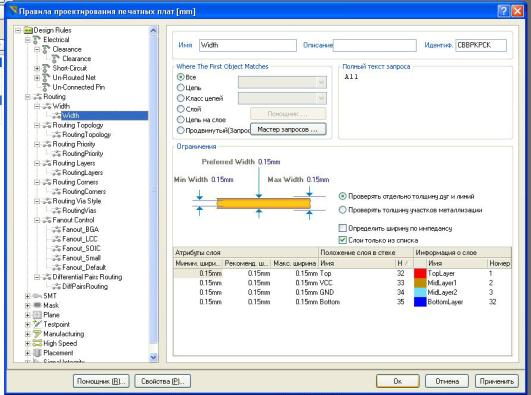 Правила проектирования печатных плат [mm]
Design Rules
Electrical
Clearance
Clearance
Short-Circuit
Un-Routed Net
Un-Connected Pin
Routing
Width
Width
Routing Topology
RoutingTopology
Routing Priority
RoutingPriority
Routing Layers
RoutingLayers
Routing Corners
RoutingCorners
Routing Via Style
RoutingVias
Fanout Control
Fanout_BGA
Fanout_LCC
Fanout_SOIC
Fanout_Small
Fanout_Default
Differential Pairs Routing
DiffPairsRouting
SMT
Mask
Plane
Testpoint
Manufacturing
High Speed
Placement
Signal Integrity
Имя Width Описание Идентиф. CBBPKPCK
Where The First Object Matches
Все
Цепь
Класс цепей
Слой
Цепь на слое
Продвинутый(Запрос
Помощник ...
Мастер запросов ...
Полный текст запроса
All
Ограничения
Preferred Width 0.15mm
Min Width 0.15mm Max Width 0.15mm
Проверять отдельно толщину дуг и линий
Проверять толщину участков металлизации
Определить ширину по импедансу
Слои только из списка
Атрибуты слоя Положение слоя в стеке Информация о слое
Миним. шири... Рекоменд. ш... Макс. ширина Имя Н / Имя Номер
0.15mm 0.15mm 0.15mm Top 32 TopLayer 1
0.15mm 0.15mm 0.15mm VCC 33 MidLayer1 2
0.15mm 0.15mm 0.15mm GND 34 MidLayer2 3
0.15mm 0.15mm 0.15mm Bottom 35 BottomLayer 32
Помощник (R)... Свойства (P)... Ок Отмена Применить